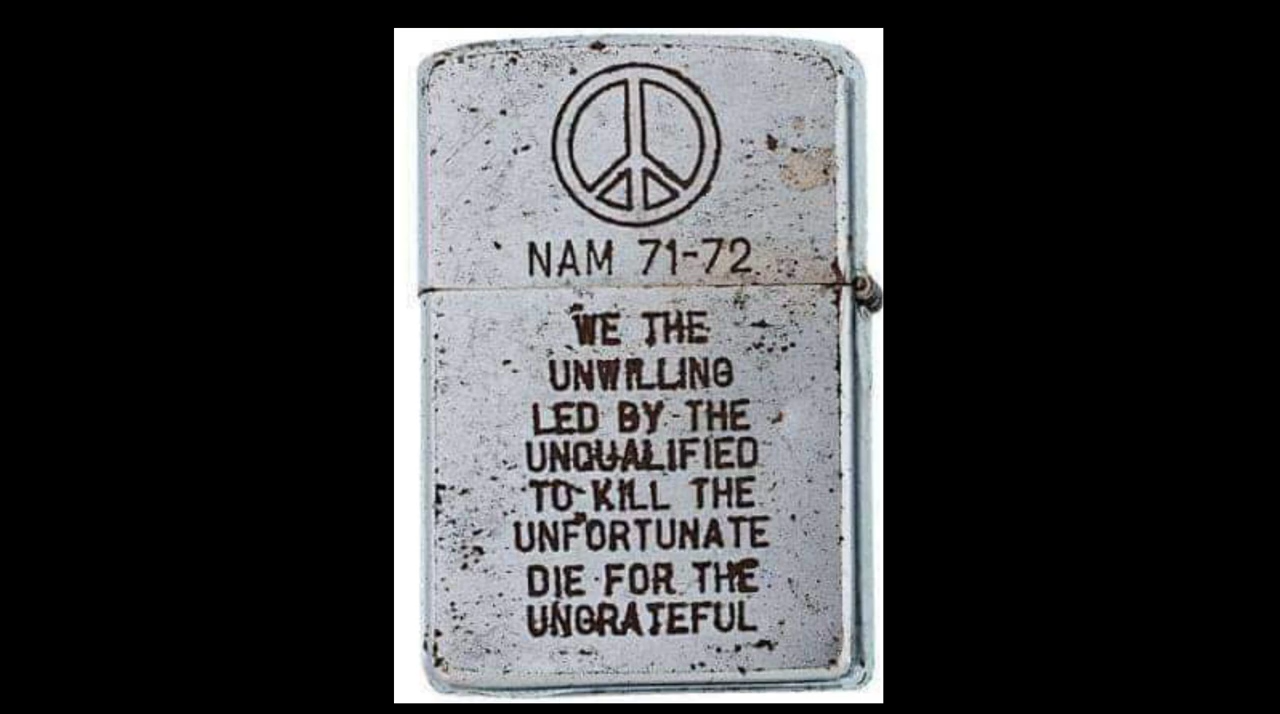 NAM 71-72
WE THE
UNWILLING
LED BY THE
UNQUALIFIED
TO KILL THE
UNFORTUNATE
DIE FOR THE
UNGRATEFUL